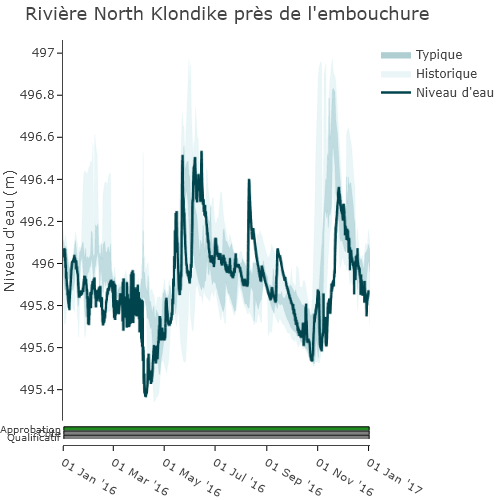 Rivière North Klondike près de l'embouchure
497
496.8
496.6
496.4
496.2
496
495.8
495.6
495.4
Niveau d'eau (m)
Typique
Historique
Niveau d'eau
Approbation
Qualificatif
01 Jan '16
01 Mar '16
01 May '16
01 Jul '16
01 Sep '16
01 Nov '16
01 Jan '17